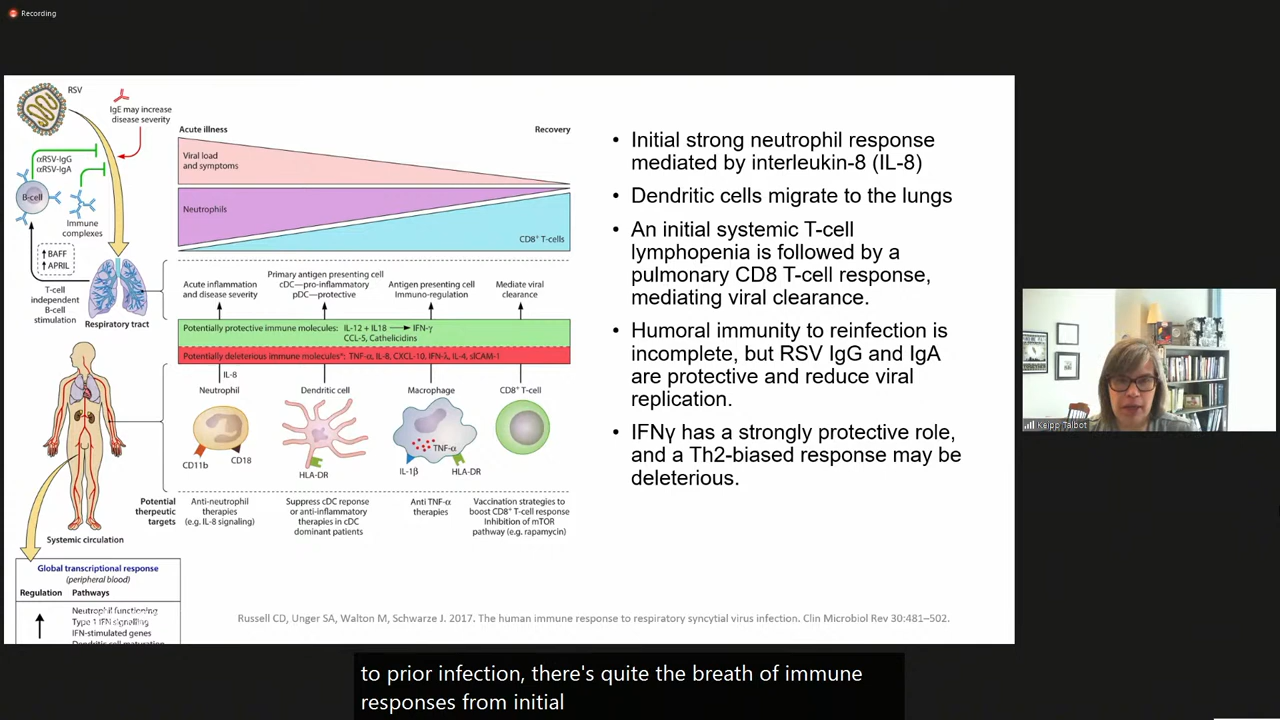 Recording
RSV
IgE may increase
disease severity
αRSV-IgG
αRSV-IgA
B-cell
Immune
complexes
BAFF
APRIL
T-cell
independent
B-cell
stimulation
Respiratory tract
Acute illness
Recovery
Viral load
and symptoms
Neutrophils
CD8⁺ T-cells
Acute inflammation
and disease severity
Primary antigen presenting cell
cDC—pro-inflammatory
pDC—protective
Antigen presenting cell
Immuno-regulation
Mediate viral
clearance
Potentially protective immune molecules: IL-12 + IL18 → IFN-γ
CCL-5, Cathelicidins
Potentially deleterious immune molecules*: TNF-α, IL-8, CXCL-10, IFN-λ, IL-4, sICAM-1
IL-8
Neutrophil
Dendritic cell
Macrophage
CD8⁺ T-cell
CD11b
CD18
HLA-DR
TNF-α
IL-1β
HLA-DR
Potential
therpeutic
targets
Anti-neutrophil
therapies
(e.g. IL-8 signaling)
Suppress cDC reponse
or anti-inflammatory
therapies in cDC
dominant patients
Anti TNF-α
therapies
Vaccination strategies to
boost CD8⁺ T-cell response
Inhibition of mTOR
pathway (e.g. rapamycin)
Systemic circulation
Global transcriptional response
(peripheral blood)
Regulation Pathways
Neutrophil functioning
Type 1 IFN signalling
IFN-stimulated genes
Dendritic cell maturation
• Initial strong neutrophil response
mediated by interleukin-8 (IL-8)
• Dendritic cells migrate to the lungs
• An initial systemic T-cell
lymphopenia is followed by a
pulmonary CD8 T-cell response,
mediating viral clearance.
• Humoral immunity to reinfection is
incomplete, but RSV IgG and IgA
are protective and reduce viral
replication.
• IFNγ has a strongly protective role,
and a Th2-biased response may be
deleterious.
Russell CD, Unger SA, Walton M, Schwarze J. 2017. The human immune response to respiratory syncytial virus infection. Clin Microbiol Rev 30:481–502.
Keipp Talbot
to prior infection, there's quite the breath of immune
responses from initial